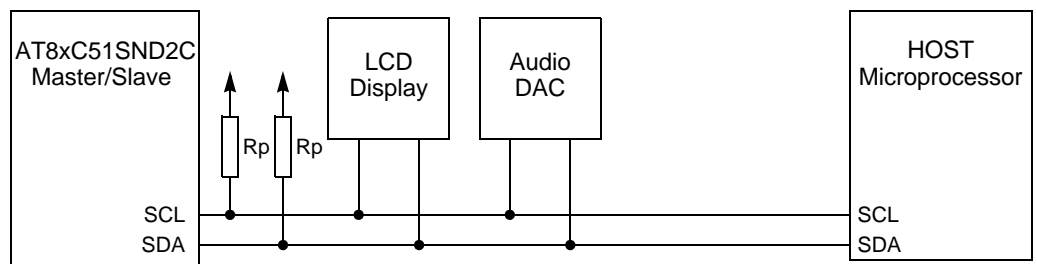 AT8xC51SND2C
Master/Slave
LCD
Display
Audio
DAC
HOST
Microprocessor
Rp
Rp
SCL
SDA
SCL
SDA